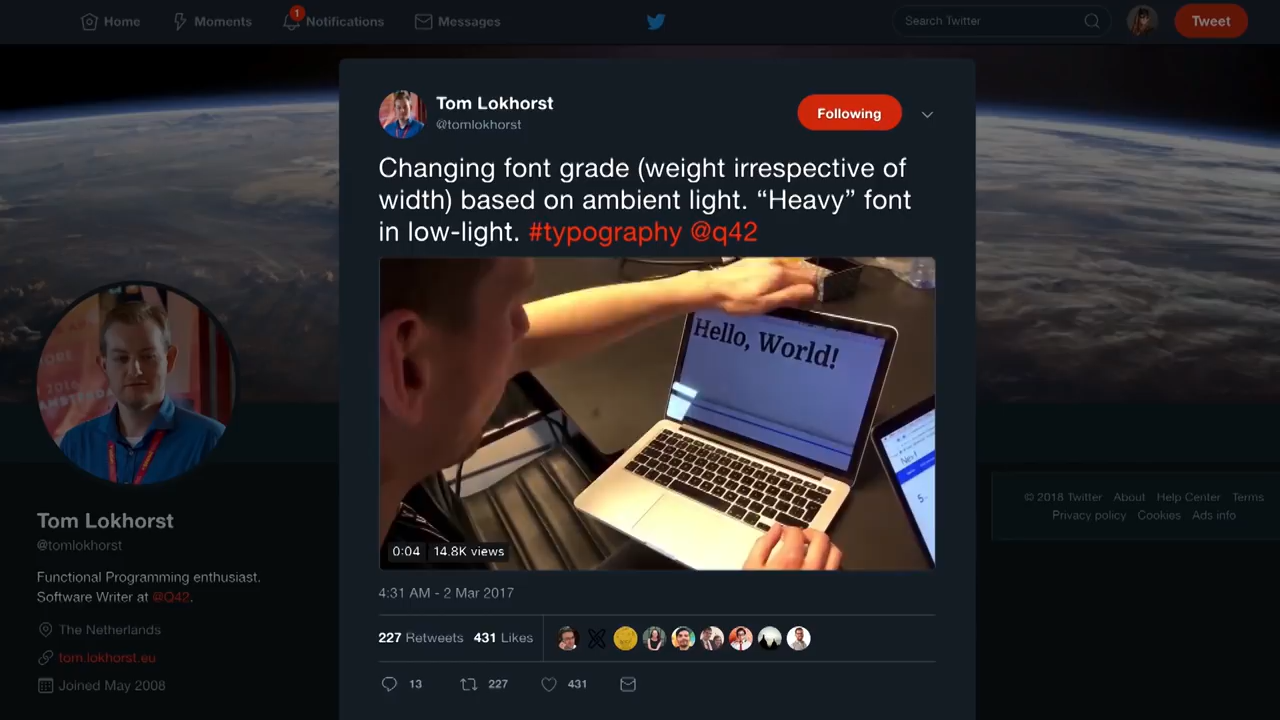 Home
Moments
1
Notifications
Messages
Search Twitter
Tweet
Tom Lokhorst
@tomlokhorst
Following
Changing font grade (weight irrespective of
width) based on ambient light. “Heavy” font
in low-light. #typography @q42
Hello, World!
0:04
14.8K views
4:31 AM - 2 Mar 2017
227 Retweets 431 Likes
13
227
431
Tom Lokhorst
@tomlokhorst
Functional Programming enthusiast.
Software Writer at @Q42.
The Netherlands
tom.lokhorst.eu
Joined May 2008
© 2018 Twitter About Help Center Terms
Privacy policy Cookies Ads info